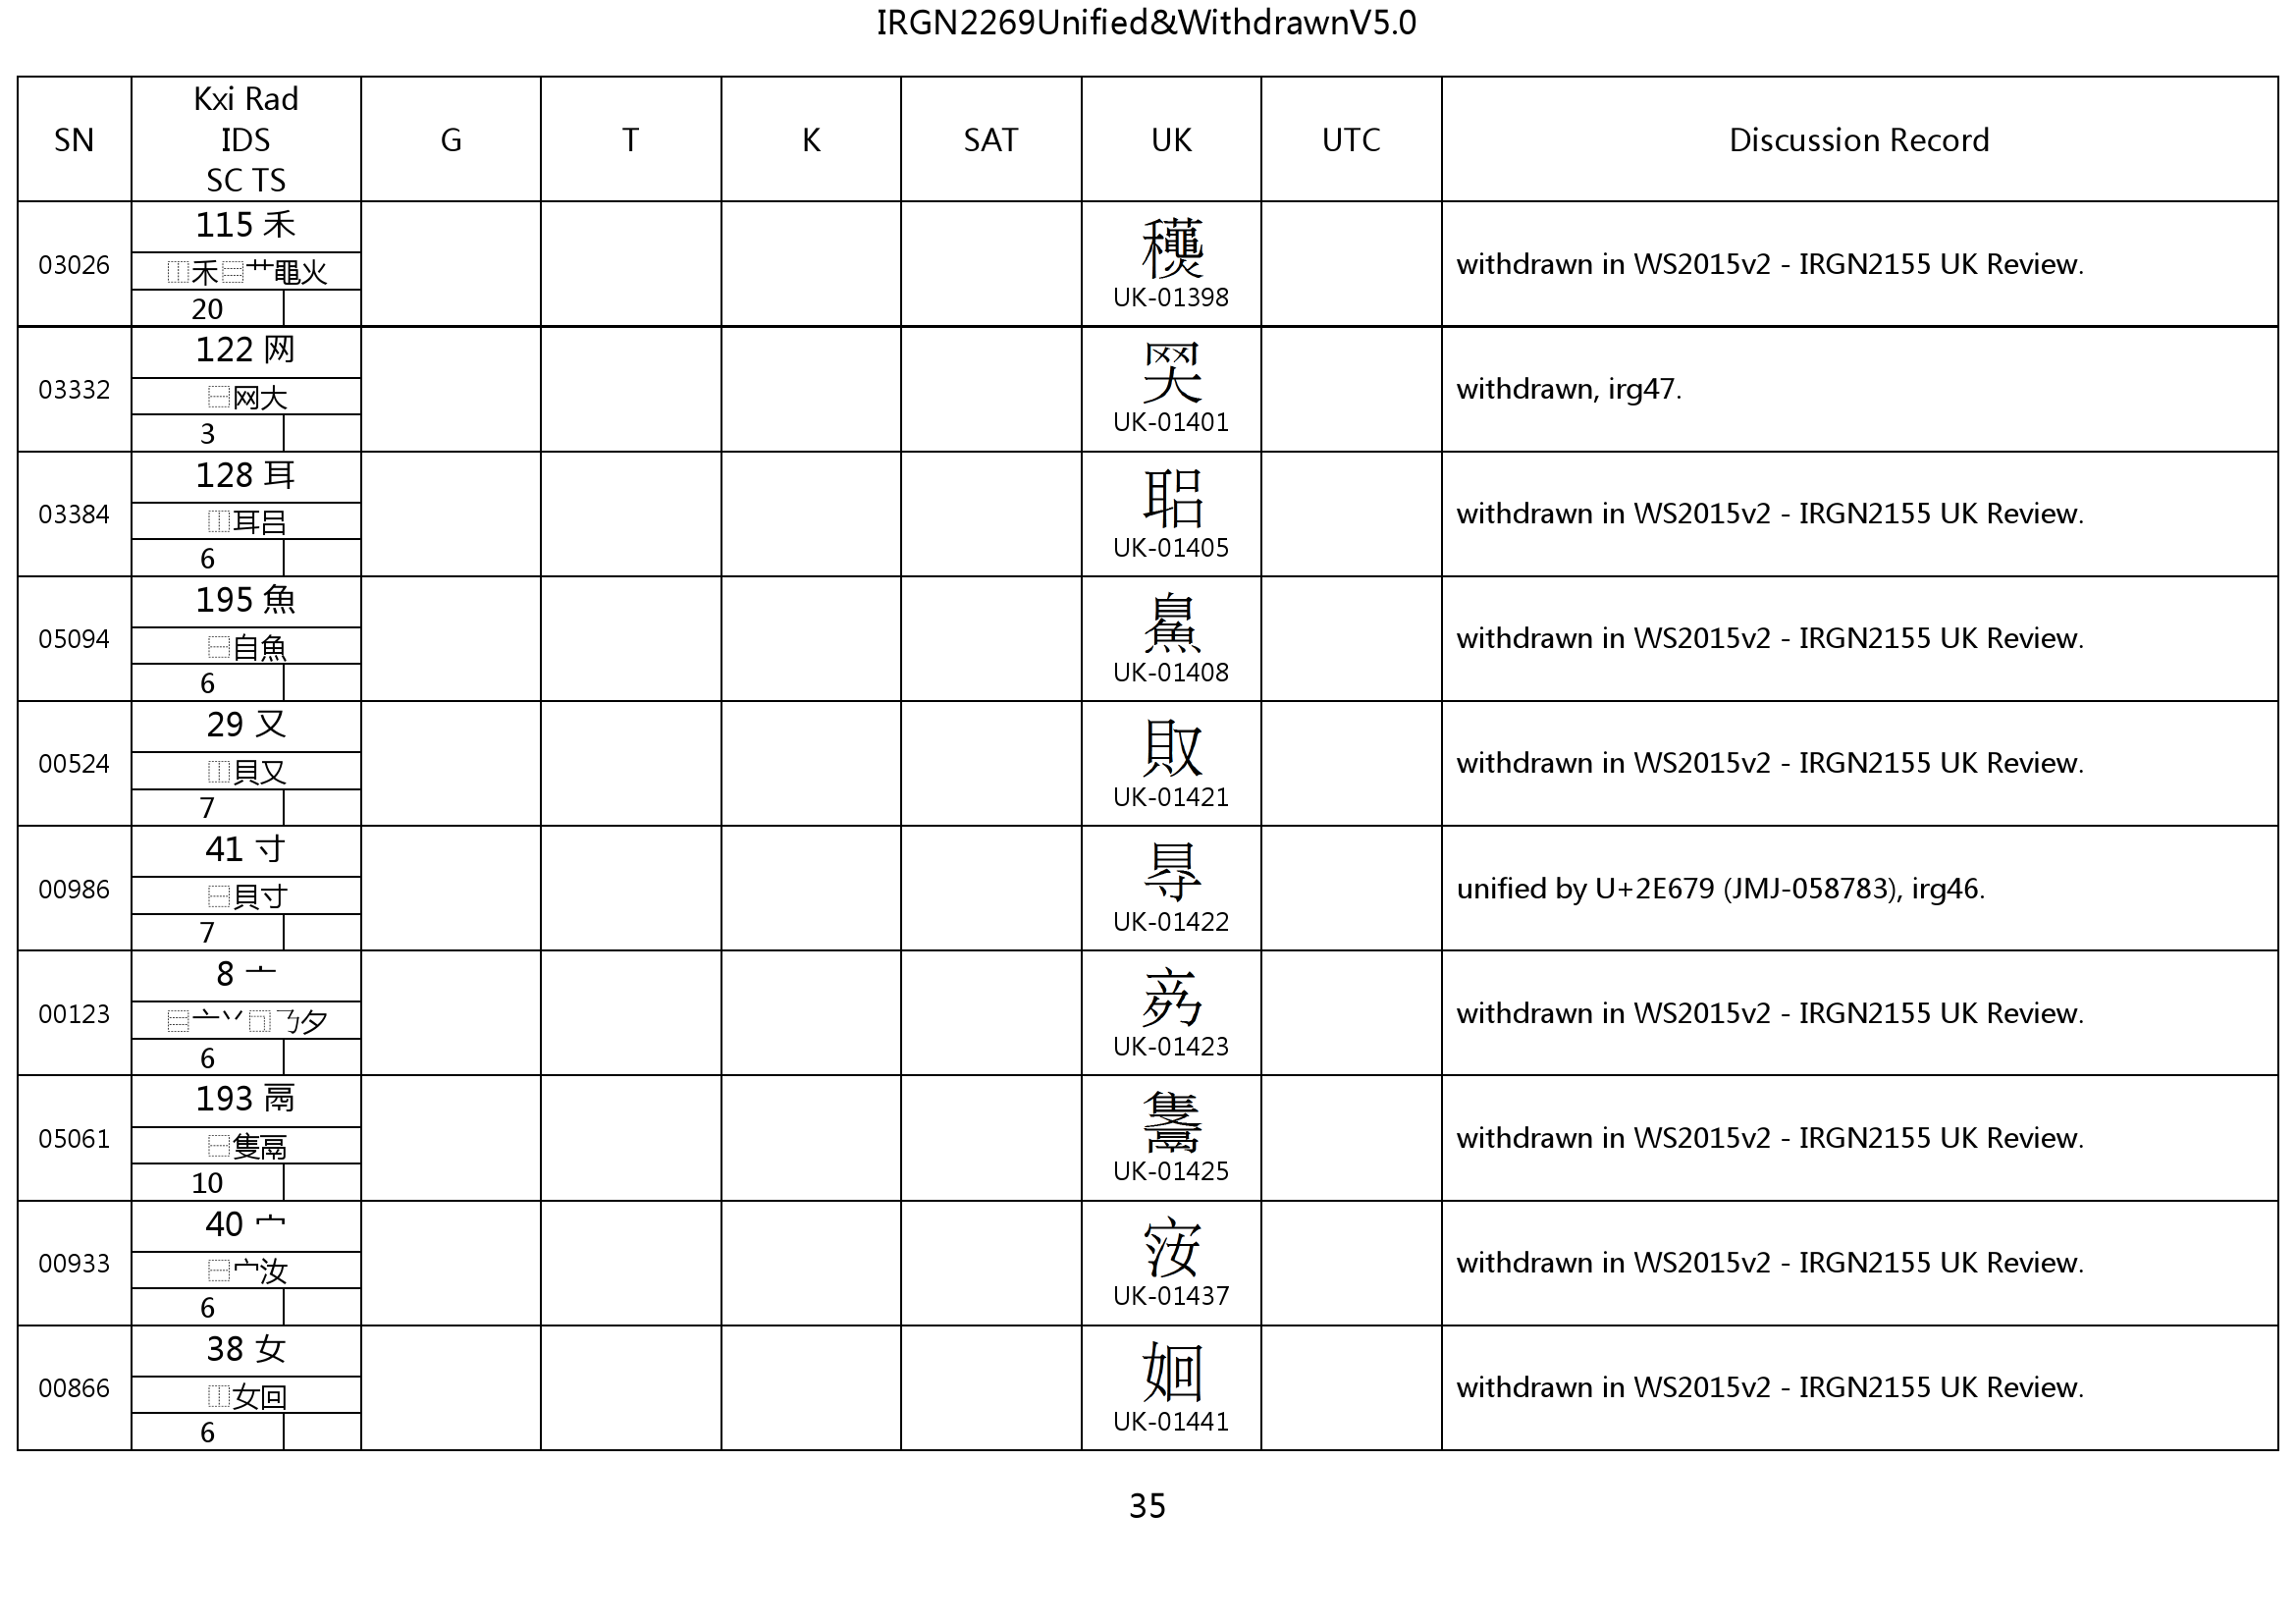 IRGN2269Unified&WithdrawnV5.0
SN
Kxi Rad
IDS
SC TS
G
T
K
SAT
UK
UTC
Discussion Record
03026
115 禾
⿲禾⿳艹黽火
20
UK-01398
withdrawn in WS2015v2 - IRGN2155 UK Review.
03332
122 网
⿱网大
3
UK-01401
withdrawn, irg47.
03384
128 耳
⿰耳吕
6
UK-01405
withdrawn in WS2015v2 - IRGN2155 UK Review.
05094
195 魚
⿱自魚
6
UK-01408
withdrawn in WS2015v2 - IRGN2155 UK Review.
00524
29 又
⿰貝又
7
UK-01421
withdrawn in WS2015v2 - IRGN2155 UK Review.
00986
41 寸
⿱貝寸
7
UK-01422
unified by U+2E679 (JMJ-058783), irg46.
00123
8 亠
⿳亠丷⿹𠄎夕
6
UK-01423
withdrawn in WS2015v2 - IRGN2155 UK Review.
05061
193 鬲
⿱隻鬲
10
UK-01425
withdrawn in WS2015v2 - IRGN2155 UK Review.
00933
40 宀
⿱宀汝
6
UK-01437
withdrawn in WS2015v2 - IRGN2155 UK Review.
00866
38 女
⿰女回
6
UK-01441
withdrawn in WS2015v2 - IRGN2155 UK Review.
35